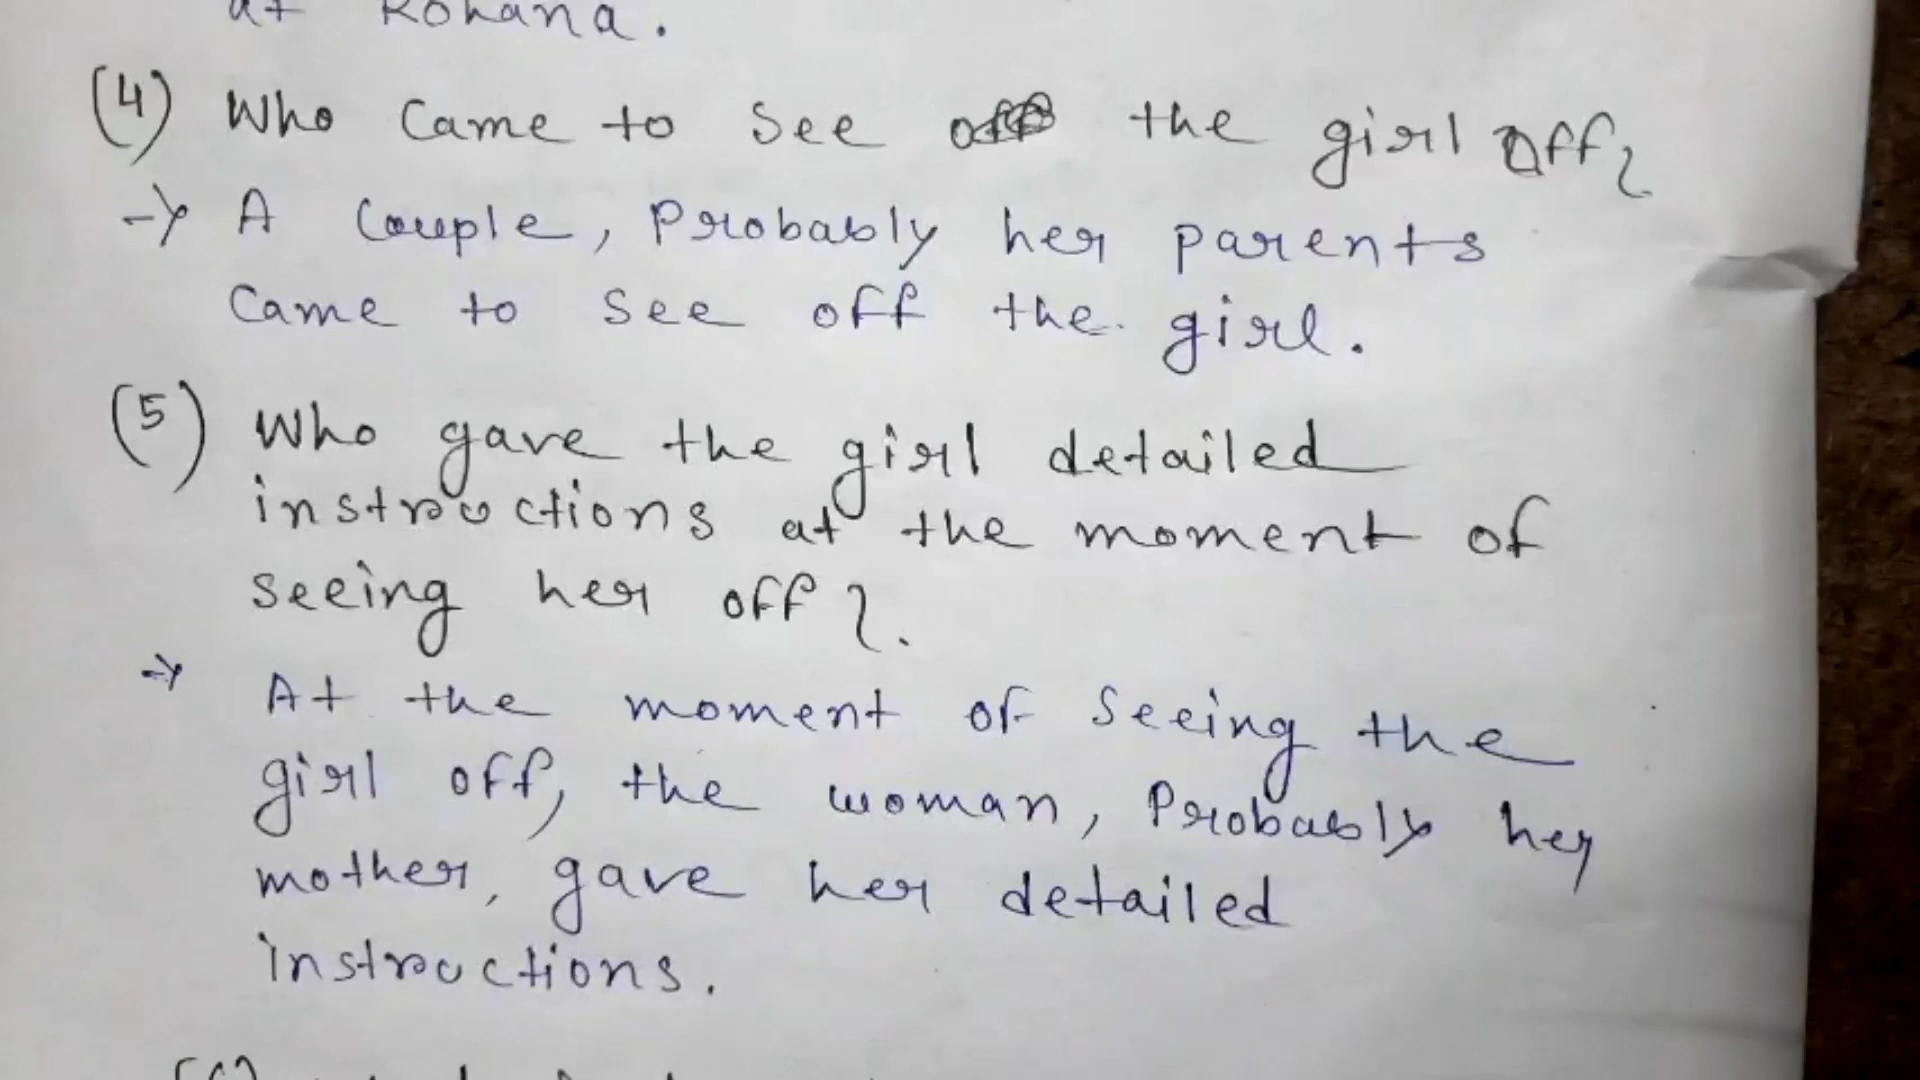 at Rohana.
(4) Who Came to see the girl off?
→ A Couple, Probably her parents
Came to see off the girl.
(5) Who gave the girl detailed
instructions at the moment of
seeing her off?.
→ At the moment of seeing the
girl off, the woman, Probably her
mother, gave her detailed
instructions.